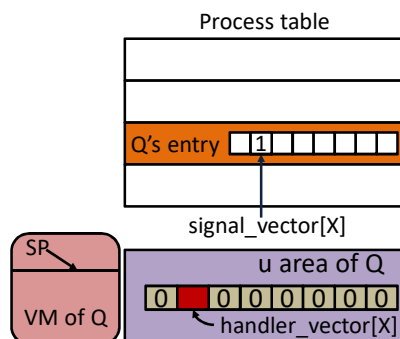 Process table
Q's entry
1
signal_vector[X]
SP
u area of Q
0 0 0 0 0 0 0
VM of Q
handler_vector[X]